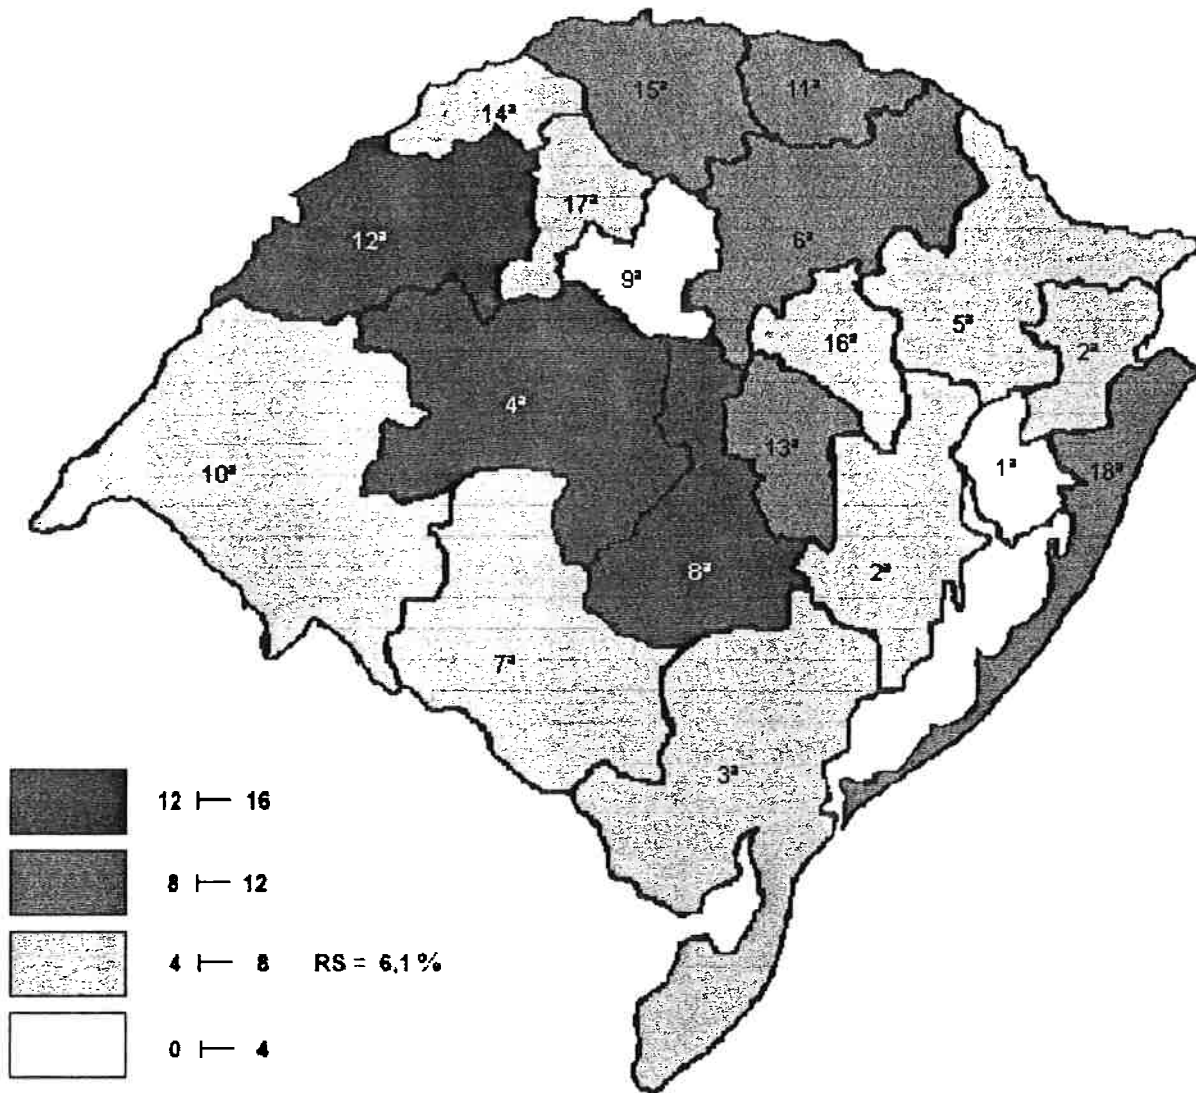 15ª
11ª
14ª
17ª
12ª
6ª
9ª
5ª
16ª
2ª
4ª
13ª
1ª
18ª
10ª
8ª
2ª
7ª
3ª
12 ⊢ 16
8 ⊢ 12
4 ⊢ 8 RS = 6,1 %
0 ⊢ 4